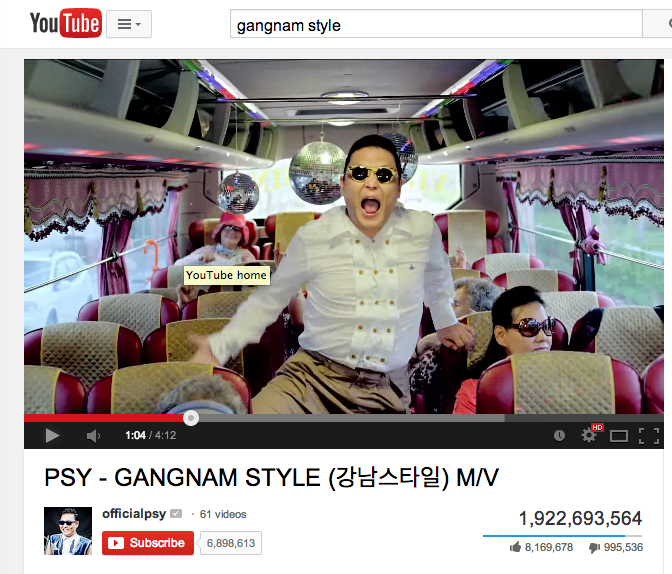 YouTube
gangnam style
YouTube home
HD
1:04 / 4:12
PSY - GANGNAM STYLE (강남스타일) M/V
officialpsy · 61 videos
Subscribe 6,898,613
1,922,693,564
8,169,678 995,536